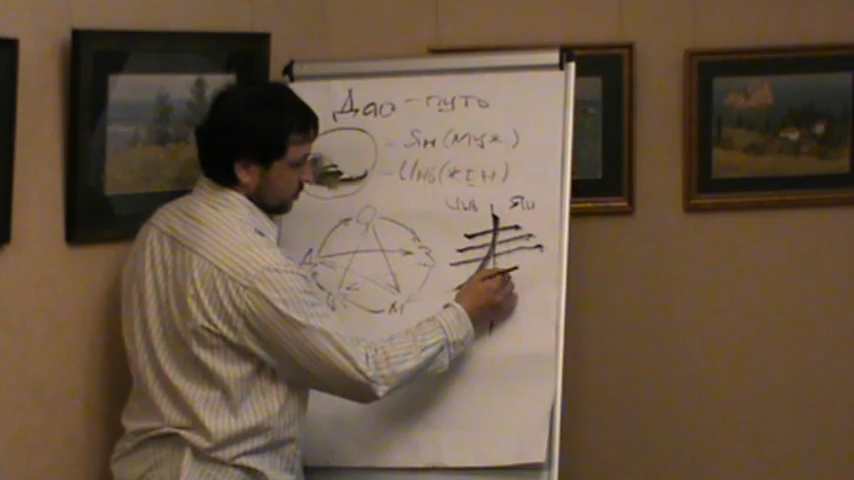 Дао - путь
- Ян (муж)
- Инь (жен)
Инь Ян
Д
М